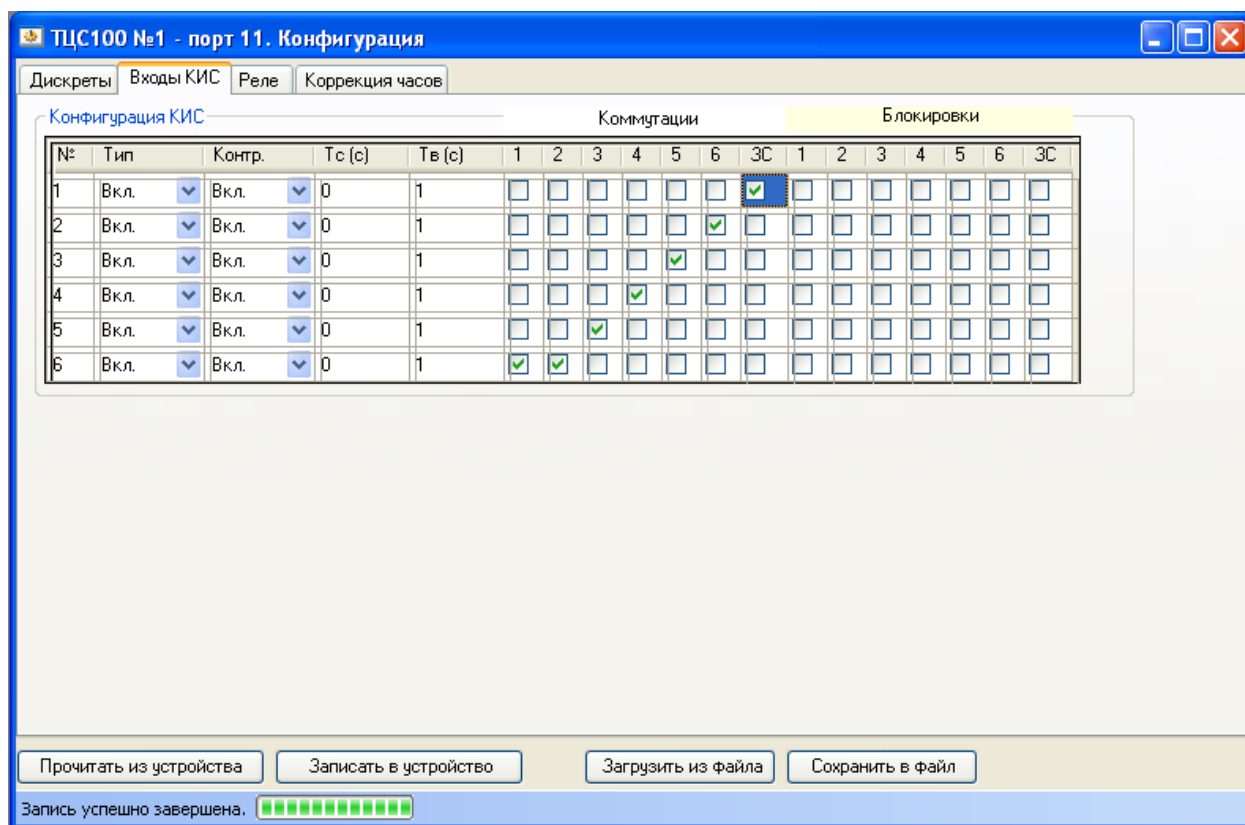 ТЦС100 №1 - порт 11. Конфигурация
Дискреты Входы КИС Реле Коррекция часов
Конфигурация КИС Коммутации Блокировки
№ Тип Контр. Тс (с) Тв (с) 1 2 3 4 5 6 ЗС 1 2 3 4 5 6 ЗС
1 Вкл. Вкл. 0 1
2 Вкл. Вкл. 0 1
3 Вкл. Вкл. 0 1
4 Вкл. Вкл. 0 1
5 Вкл. Вкл. 0 1
6 Вкл. Вкл. 0 1
Прочитать из устройства Записать в устройство Загрузить из файла Сохранить в файл
Запись успешно завершена.